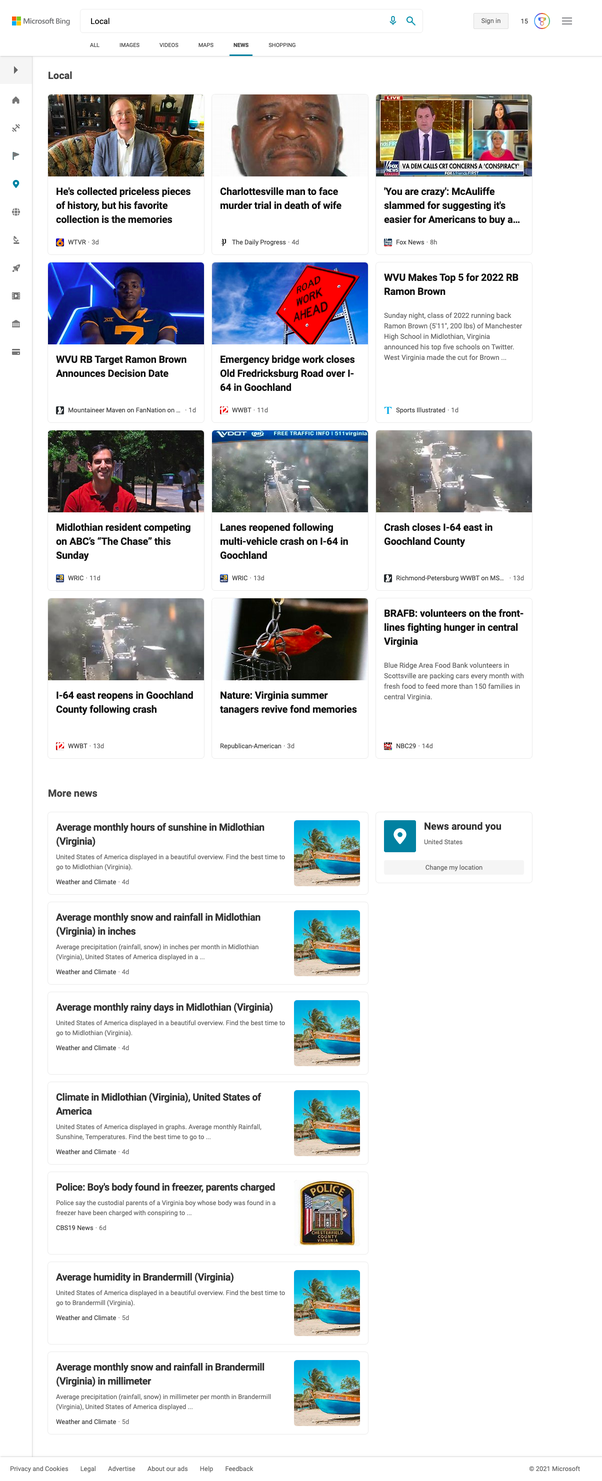 Microsoft Bing
Local
Sign in
15
ALL
IMAGES
VIDEOS
MAPS
NEWS
SHOPPING
Local
He's collected priceless pieces
of history, but his favorite
collection is the memories
WTVR · 3d
Charlottesville man to face
murder trial in death of wife
The Daily Progress · 4d
LIVE
VA DEM CALLS CRT CONCERNS A "CONSPIRACY"
'You are crazy': McAuliffe
slammed for suggesting it's
easier for Americans to buy a...
Fox News · 8h
7
WVU RB Target Ramon Brown
Announces Decision Date
Mountaineer Maven on FanNation on ... · 1d
ROAD
WORK
AHEAD
Emergency bridge work closes
Old Fredricksburg Road over I-
64 in Goochland
WWBT · 11d
WVU Makes Top 5 for 2022 RB
Ramon Brown
Sunday night, class of 2022 running back
Ramon Brown (5'11", 200 lbs) of Manchester
High School in Midlothian, Virginia
announced his top five schools on Twitter.
West Virginia made the cut for Brown ...
Sports Illustrated · 1d
Midlothian resident competing
on ABC's "The Chase" this
Sunday
WRIC · 11d
VDOT 511 FREE TRAFFIC INFO | 511virginia
Lanes reopened following
multi-vehicle crash on I-64 in
Goochland
WRIC · 13d
Crash closes I-64 east in
Goochland County
Richmond-Petersburg WWBT on MS... · 13d
I-64 east reopens in Goochland
County following crash
WWBT · 13d
Nature: Virginia summer
tanagers revive fond memories
Republican-American · 3d
BRAFB: volunteers on the front-
lines fighting hunger in central
Virginia
Blue Ridge Area Food Bank volunteers in
Scottsville are packing cars every month with
fresh food to feed more than 150 families in
central Virginia.
NBC29 · 14d
More news
Average monthly hours of sunshine in Midlothian
(Virginia)
United States of America displayed in a beautiful overview. Find the best time to
go to Midlothian (Virginia).
Weather and Climate · 4d
News around you
United States
Change my location
Average monthly snow and rainfall in Midlothian
(Virginia) in inches
Average precipitation (rainfall, snow) in inches per month in Midlothian
(Virginia), United States of America displayed in a ...
Weather and Climate · 4d
Average monthly rainy days in Midlothian (Virginia)
United States of America displayed in a beautiful overview. Find the best time to
go to Midlothian (Virginia).
Weather and Climate · 4d
Climate in Midlothian (Virginia), United States of
America
United States of America displayed in graphs. Average monthly Rainfall,
Sunshine, Temperatures. Find the best time to go to ...
Weather and Climate · 4d
Police: Boy's body found in freezer, parents charged
Police say the custodial parents of a Virginia boy whose body was found in a
freezer have been charged with conspiring to ...
CBS19 News · 6d
POLICE
CHESTERFIELD
COUNTY
VIRGINIA
Average humidity in Brandermill (Virginia)
United States of America displayed in a beautiful overview. Find the best time to
go to Brandermill (Virginia).
Weather and Climate · 5d
Average monthly snow and rainfall in Brandermill
(Virginia) in millimeter
Average precipitation (rainfall, snow) in millimeter per month in Brandermill
(Virginia), United States of America displayed ...
Weather and Climate · 5d
Privacy and Cookies
Legal
Advertise
About our ads
Help
Feedback
© 2021 Microsoft